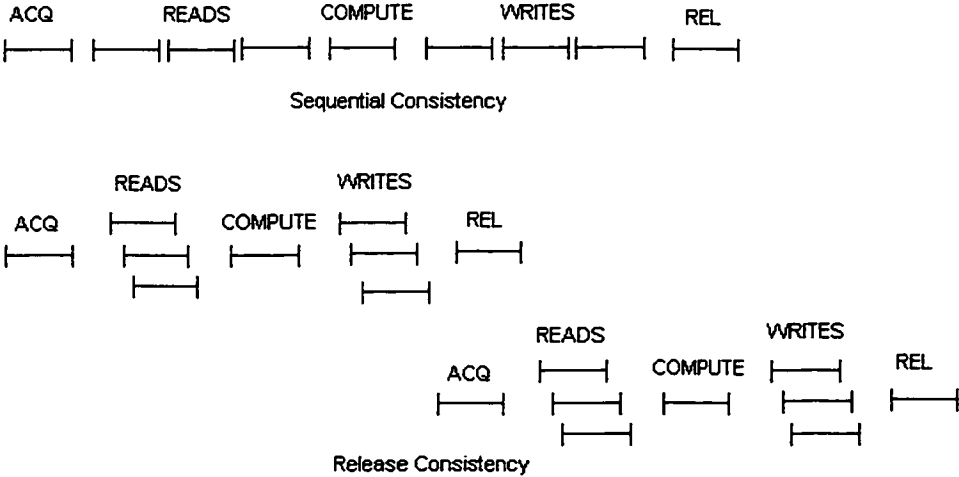 ACQ READS COMPUTE WRITES REL
Sequential Consistency
READS WRITES
ACQ COMPUTE REL
READS WRITES
ACQ COMPUTE REL
Release Consistency